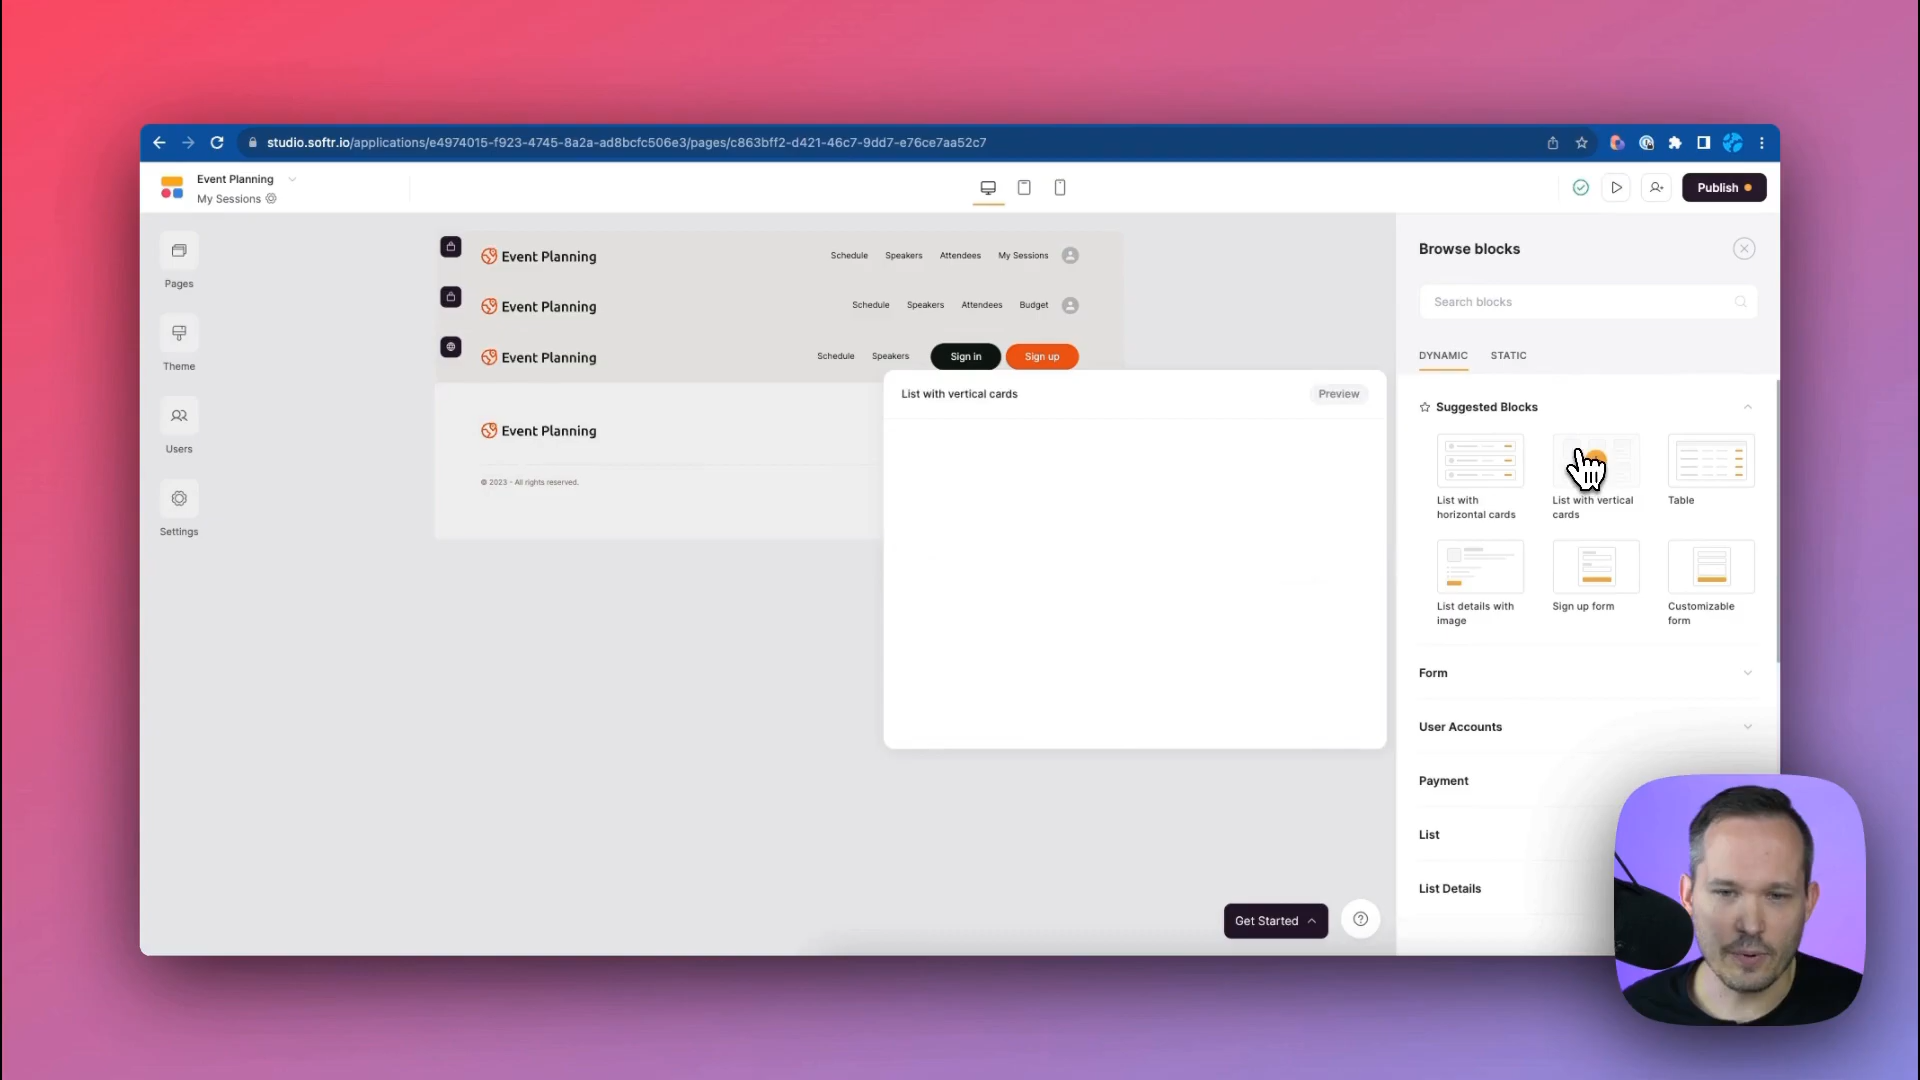 studio.softr.io/applications/e4974015-f923-4745-8a2a-ad8bcfc506e3/pages/c863bff2-d421-46c7-9dd7-e76ce7aa52c7
Event Planning
My Sessions
Publish
Pages
Theme
Users
Settings
Event Planning Schedule Speakers Attendees My Sessions
Event Planning Schedule Speakers Attendees Budget
Event Planning Schedule Speakers Sign in Sign up
Event Planning
© 2023 - All rights reserved.
List with vertical cards Preview
Get Started
Browse blocks
Search blocks
DYNAMIC STATIC
Suggested Blocks
List with
horizontal cards
List with vertical
cards
Table
List details with
image
Sign up form
Customizable
form
Form
User Accounts
Payment
List
List Details